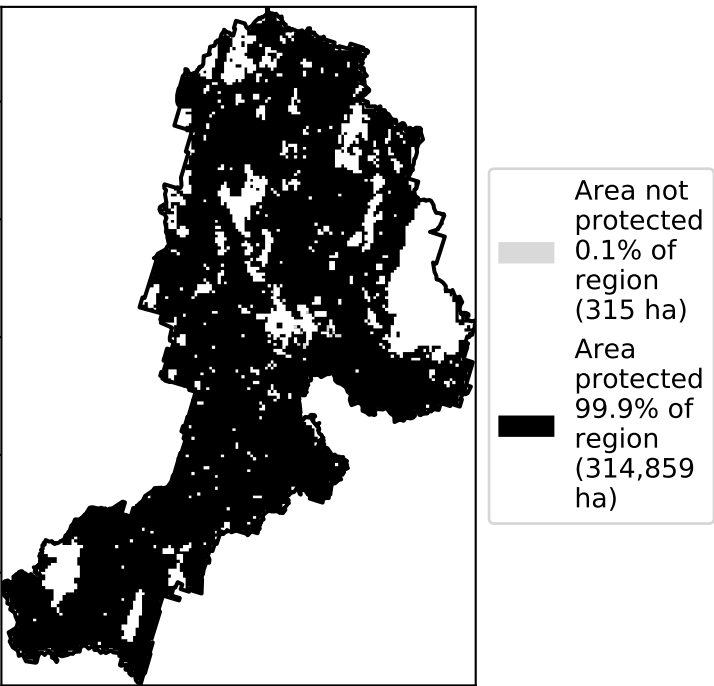 Area not
protected
0.1% of
region
(315 ha)
Area
protected
99.9% of
region
(314,859
ha)